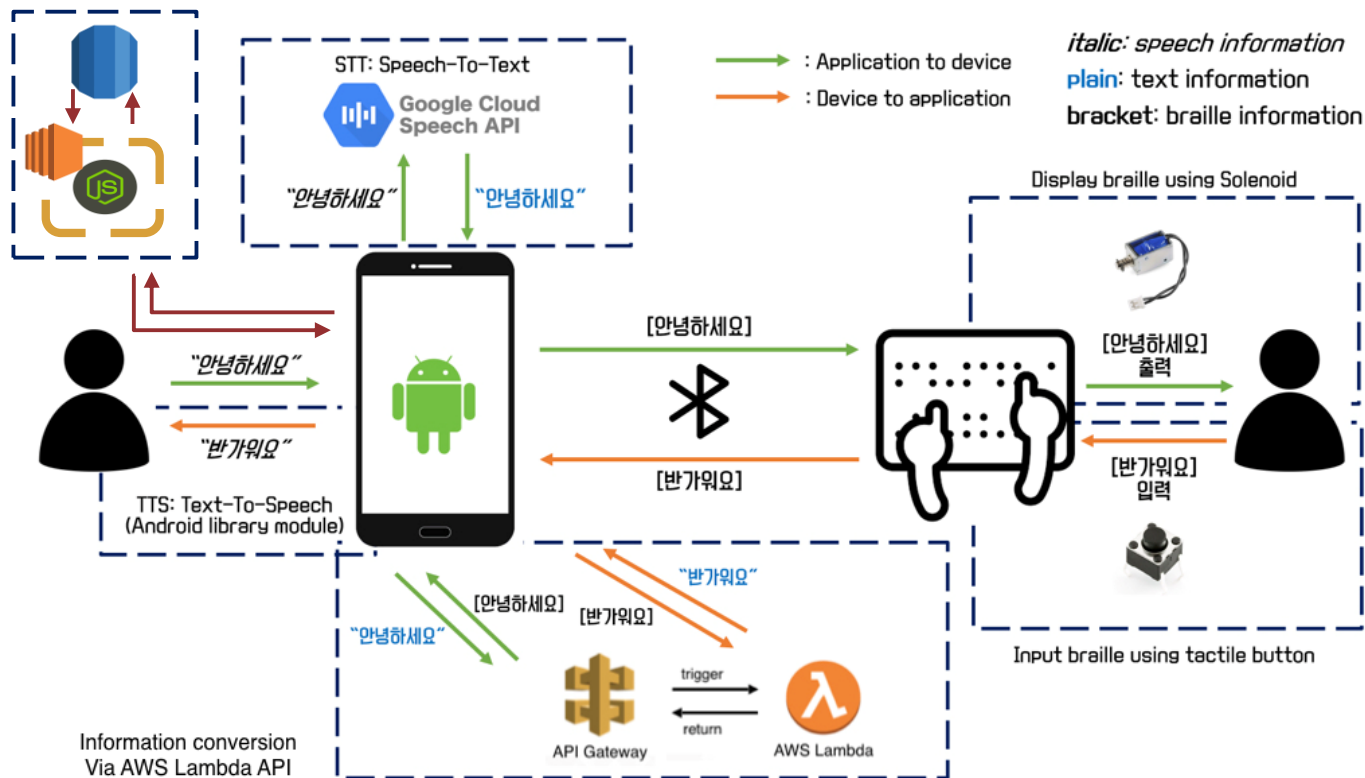 STT: Speech-To-Text
Google Cloud
Speech API
“안녕하세요”
“안녕하세요”
: Application to device
: Device to application
italic: speech information
plain: text information
bracket: braille information
JS
Display braille using Solenoid
“안녕하세요”
“반가워요”
[안녕하세요]
[반가워요]
[안녕하세요]
출력
[반가워요]
입력
TTS: Text-To-Speech
(Android library module)
“안녕하세요”
[안녕하세요]
[반가워요]
“반가워요”
Input braille using tactile button
trigger
return
API Gateway
AWS Lambda
Information conversion
Via AWS Lambda API